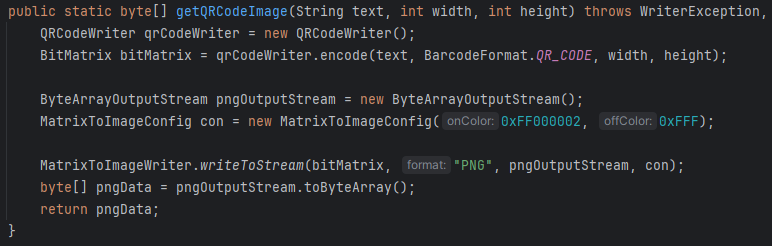 public static byte[] getQRCodeImage(String text, int width, int height) throws WriterException,
QRCodeWriter qrCodeWriter = new QRCodeWriter();
BitMatrix bitMatrix = qrCodeWriter.encode(text, BarcodeFormat.QR_CODE, width, height);
ByteArrayOutputStream pngOutputStream = new ByteArrayOutputStream();
MatrixToImageConfig con = new MatrixToImageConfig( onColor: 0xFF000002, offColor: 0xFFF);
MatrixToImageWriter.writeToStream(bitMatrix, format: "PNG", pngOutputStream, con);
byte[] pngData = pngOutputStream.toByteArray();
return pngData;
}